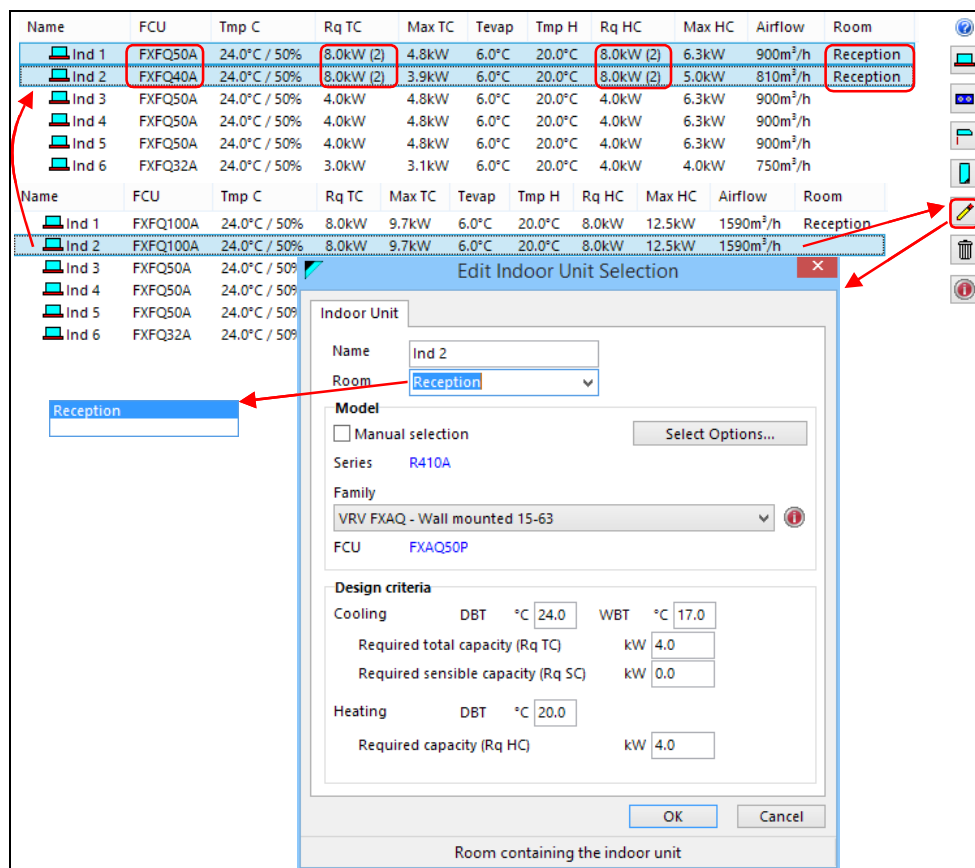 Name FCU Tmp C Rq TC Max TC Tevap Tmp H Rq HC Max HC Airflow Room
Ind 1 FXFQ50A 24.0°C / 50% 8.0kW (2) 4.8kW 6.0°C 20.0°C 8.0kW (2) 6.3kW 900m³/h Reception
Ind 2 FXFQ40A 24.0°C / 50% 8.0kW (2) 3.9kW 6.0°C 20.0°C 8.0kW (2) 5.0kW 810m³/h Reception
Ind 3 FXFQ50A 24.0°C / 50% 4.0kW 4.8kW 6.0°C 20.0°C 4.0kW 6.3kW 900m³/h
Ind 4 FXFQ50A 24.0°C / 50% 4.0kW 4.8kW 6.0°C 20.0°C 4.0kW 6.3kW 900m³/h
Ind 5 FXFQ50A 24.0°C / 50% 4.0kW 4.8kW 6.0°C 20.0°C 4.0kW 6.3kW 900m³/h
Ind 6 FXFQ32A 24.0°C / 50% 3.0kW 3.1kW 6.0°C 20.0°C 4.0kW 4.0kW 750m³/h
Name FCU Tmp C Rq TC Max TC Tevap Tmp H Rq HC Max HC Airflow Room
Ind 1 FXFQ100A 24.0°C / 50% 8.0kW 9.7kW 6.0°C 20.0°C 8.0kW 12.5kW 1590m³/h Reception
Ind 2 FXFQ100A 24.0°C / 50% 8.0kW 9.7kW 6.0°C 20.0°C 8.0kW 12.5kW 1590m³/h
Ind 3 FXFQ50A 24.0°C / 50%
Ind 4 FXFQ50A 24.0°C / 50%
Ind 5 FXFQ50A 24.0°C / 50%
Ind 6 FXFQ32A 24.0°C / 50%
Edit Indoor Unit Selection
Indoor Unit
Name Ind 2
Room Reception
Reception
Model
Manual selection Select Options...
Series R410A
Family
VRV FXAQ - Wall mounted 15-63
FCU FXAQ50P
Design criteria
Cooling DBT °C 24.0 WBT °C 17.0
Required total capacity (Rq TC) kW 4.0
Required sensible capacity (Rq SC) kW 0.0
Heating DBT °C 20.0
Required capacity (Rq HC) kW 4.0
OK Cancel
Room containing the indoor unit